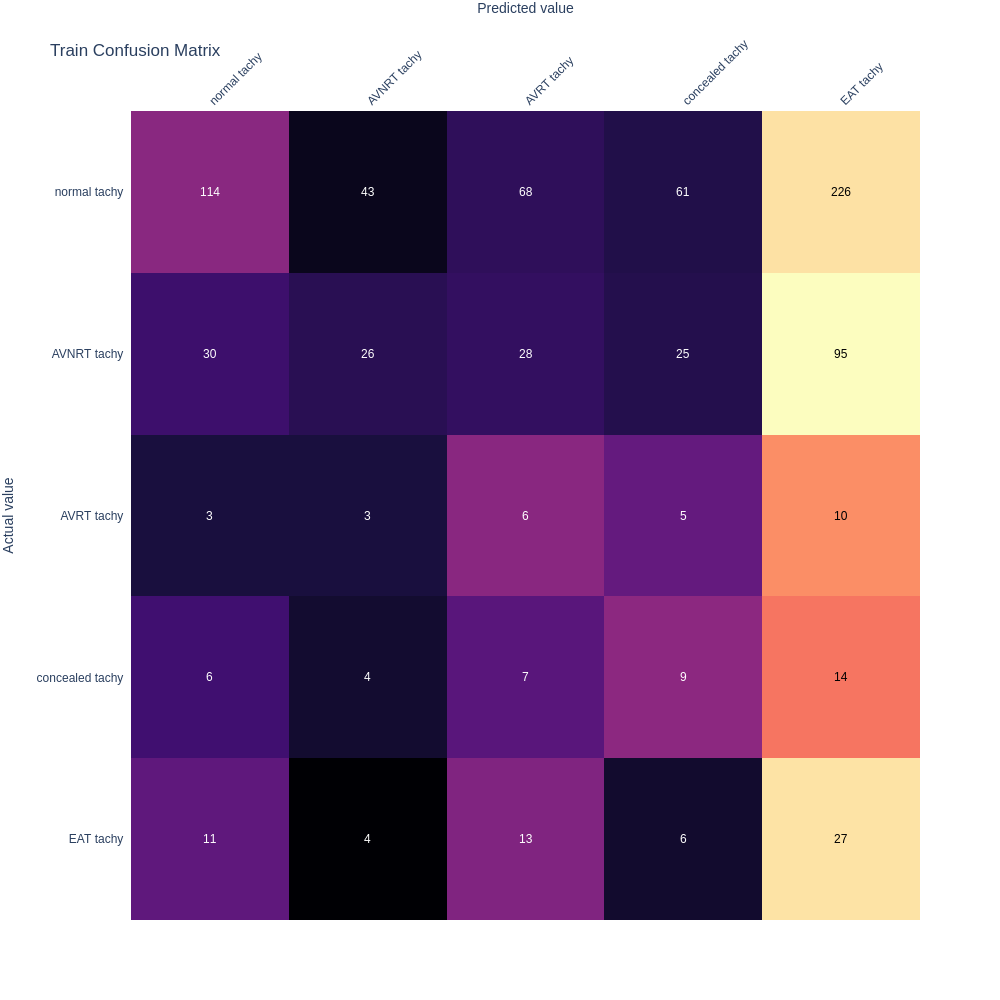 Predicted value
Train Confusion Matrix
normal tachy AVNRT tachy AVRT tachy concealed tachy EAT tachy
normal tachy 114 43 68 61 226
AVNRT tachy 30 26 28 25 95
AVRT tachy 3 3 6 5 10
concealed tachy 6 4 7 9 14
EAT tachy 11 4 13 6 27
Actual value